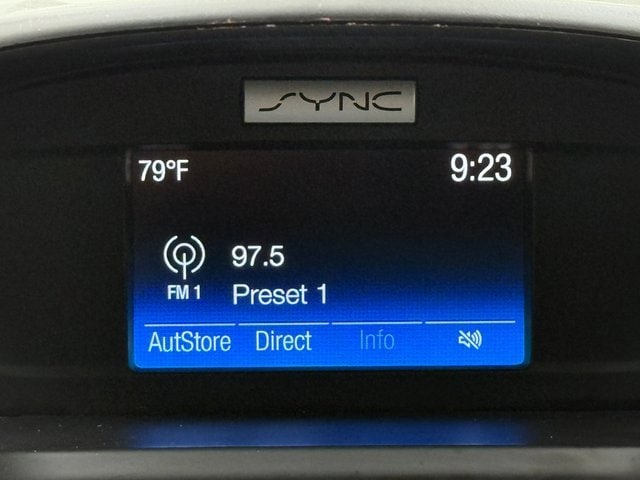 SYNC
79°F 9:23
97.5
FM 1 Preset 1
AutStore Direct Info